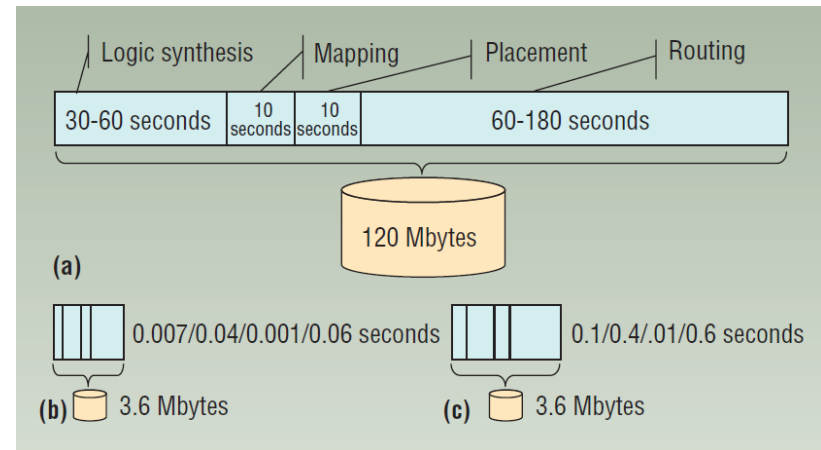 Logic synthesis Mapping Placement Routing
30-60 seconds 10 seconds 10 seconds 60-180 seconds
120 Mbytes
(a)
0.007/0.04/0.001/0.06 seconds 0.1/0.4/.01/0.6 seconds
(b) 3.6 Mbytes (c) 3.6 Mbytes